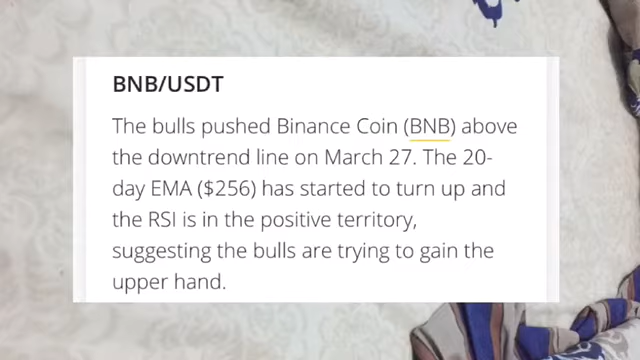 BNB/USDT
The bulls pushed Binance Coin (BNB) above
the downtrend line on March 27. The 20-
day EMA ($256) has started to turn up and
the RSI is in the positive territory,
suggesting the bulls are trying to gain the
upper hand.